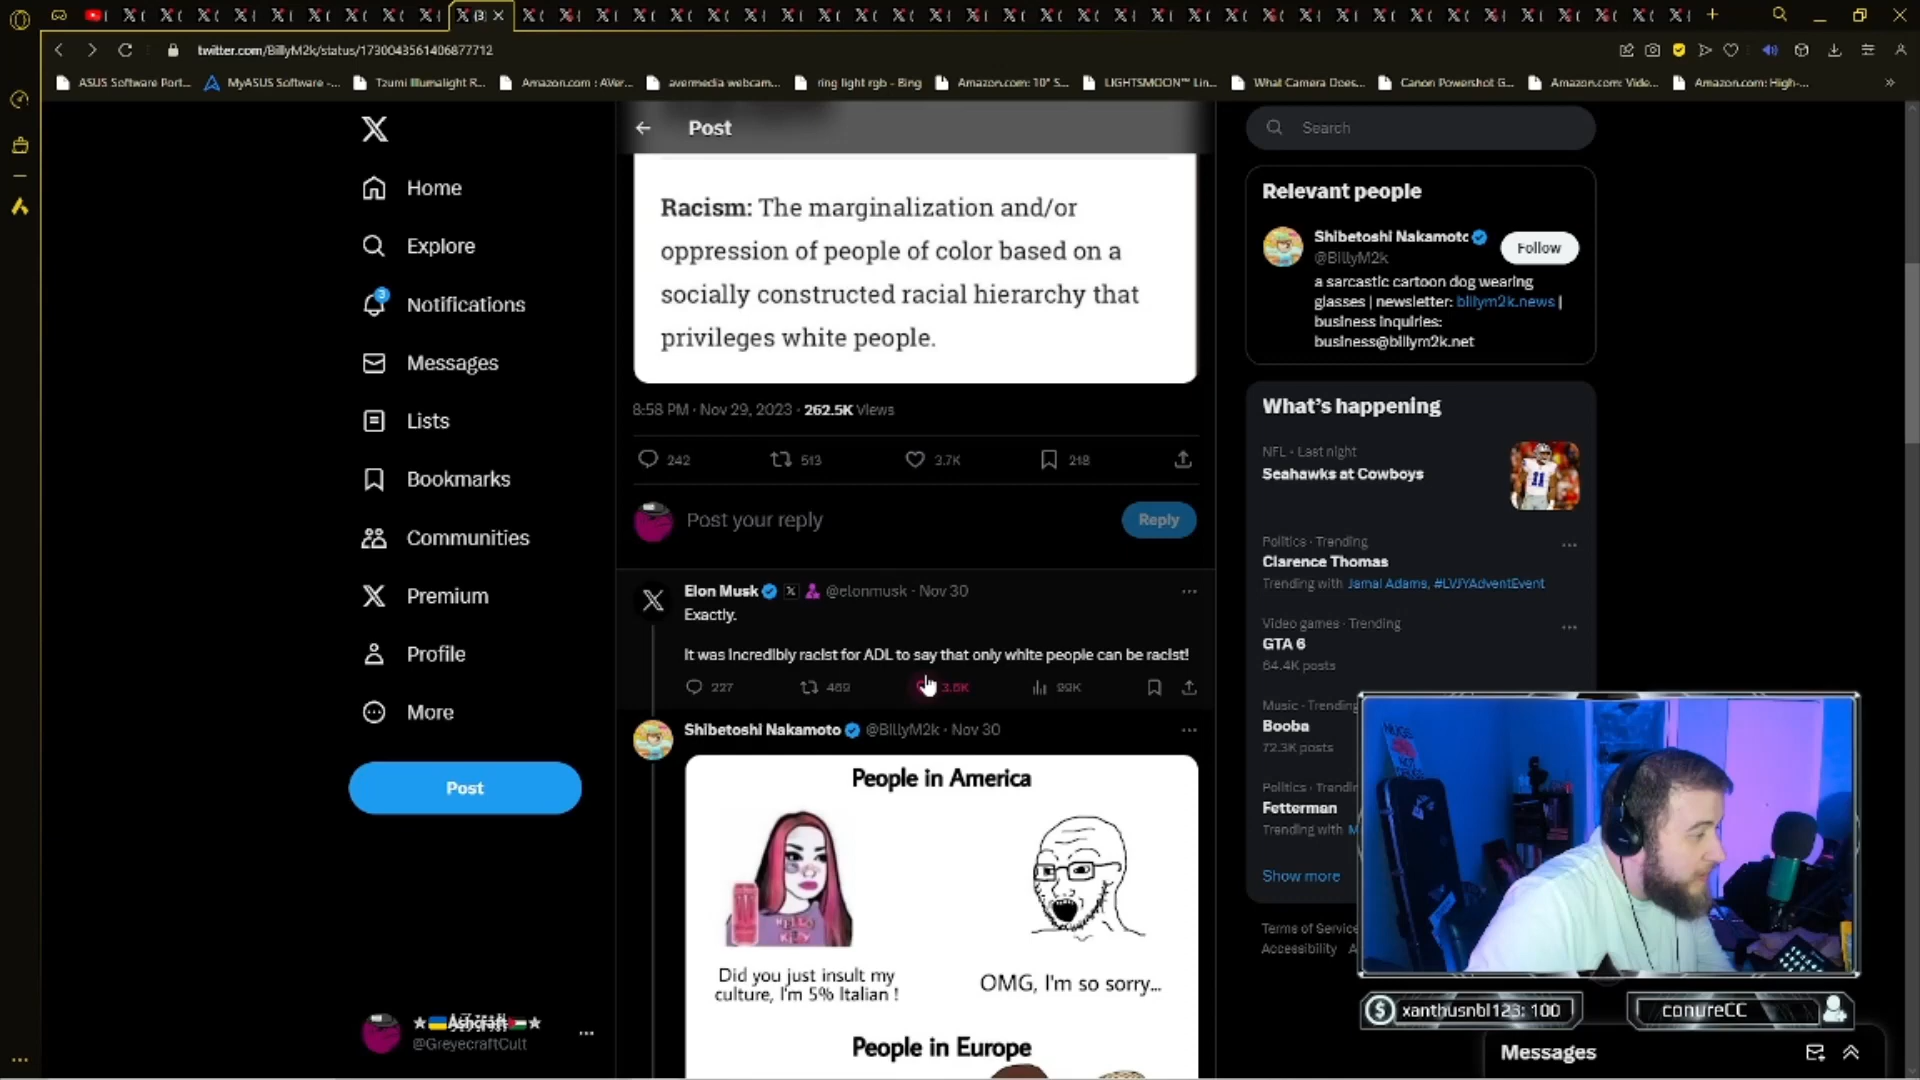 twitter.com/BillyM2k/status/1730043561406877712
ASUS Software Port...
MyASUS Software -...
Tzumi Illumalight R...
Amazon.com : AVer...
avermedia webcam...
ring light rgb - Bing
Amazon.com: 10" S...
LIGHTSMOON™ Lin...
What Camera Does...
Canon Powershot G...
Amazon.com: Vide...
Amazon.com: High-...
Home
Explore
3
Notifications
Messages
Lists
Bookmarks
Communities
Premium
Profile
More
Post
@GreyecraftCult
Post
Racism: The marginalization and/or
oppression of people of color based on a
socially constructed racial hierarchy that
privileges white people.
8:58 PM · Nov 29, 2023 · 262.5K Views
242
513
3.7K
218
Post your reply
Reply
Elon Musk @elonmusk · Nov 30
Exactly.
It was incredibly racist for ADL to say that only white people can be racist!
227
469
3.6K
99K
Shibetoshi Nakamoto @BillyM2k · Nov 30
People in America
HELLO
KITTY
Did you just insult my
culture, I'm 5% Italian !
OMG, I'm so sorry...
People in Europe
Search
Relevant people
Shibetoshi Nakamoto
@BillyM2k
Follow
a sarcastic cartoon dog wearing
glasses | newsletter: billym2k.news |
business inquiries:
business@billym2k.net
What's happening
NFL · Last night
Seahawks at Cowboys
11
Politics · Trending
Clarence Thomas
Trending with Jamal Adams, #LVJYAdventEvent
Video games · Trending
GTA 6
64.4K posts
Music · Trending
Booba
72.3K posts
Politics · Trendin
Fetterman
Trending with M
Show more
Terms of Service
Accessibility A
xanthusnbl123: 100
conureCC
Messages